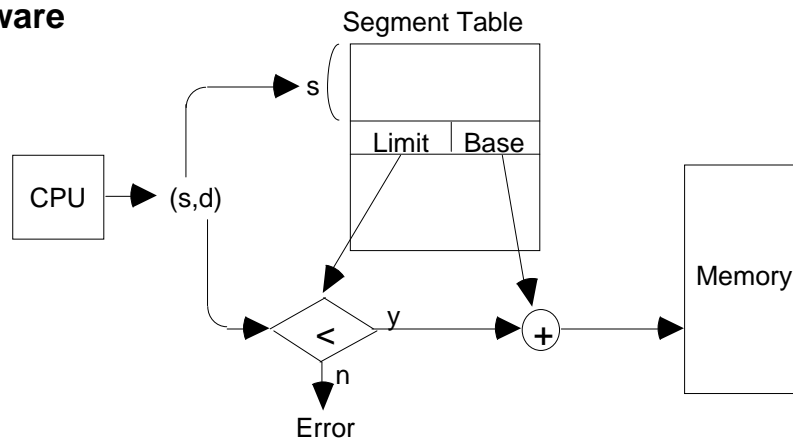 ware
Segment Table
s
Limit Base
CPU
(s,d)
Memory
<
y
+
n
Error